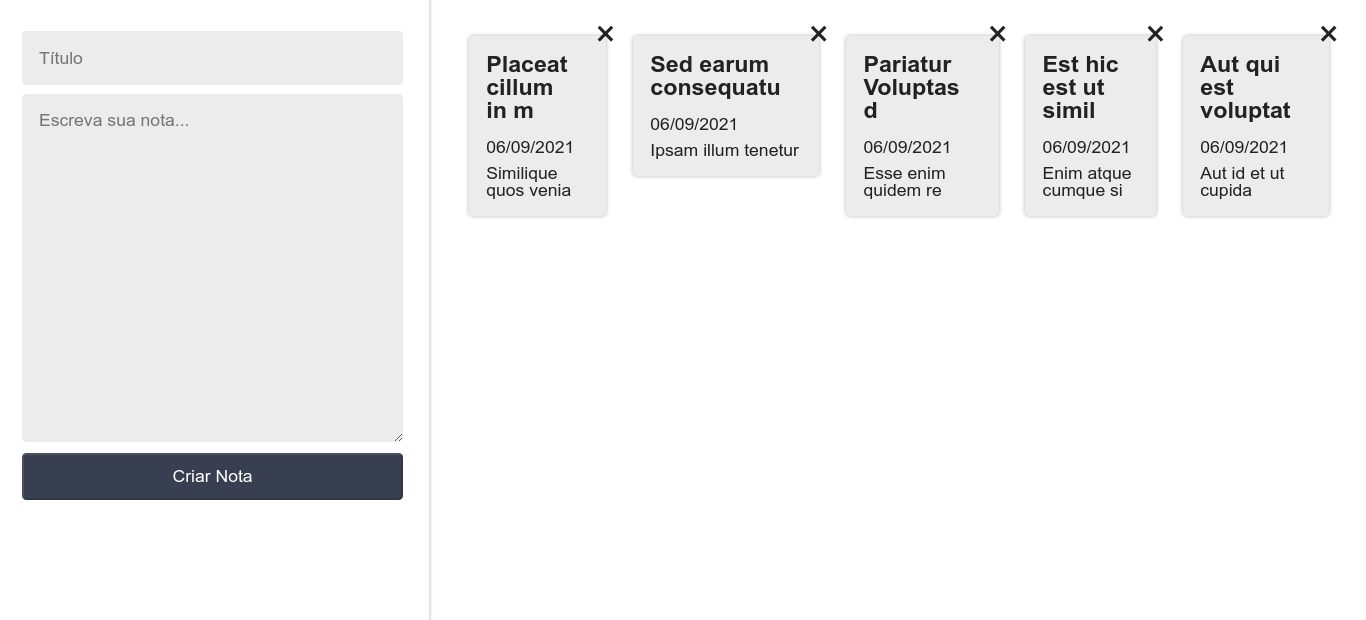 Título
Escreva sua nota...
Criar Nota
Placeat
cillum
in m
06/09/2021
Similique
quos venia
Sed earum
consequatu
06/09/2021
Ipsam illum tenetur
Pariatur
Voluptas
d
06/09/2021
Esse enim
quidem re
Est hic
est ut
simil
06/09/2021
Enim atque
cumque si
Aut qui
est
voluptat
06/09/2021
Aut id et ut
cupida